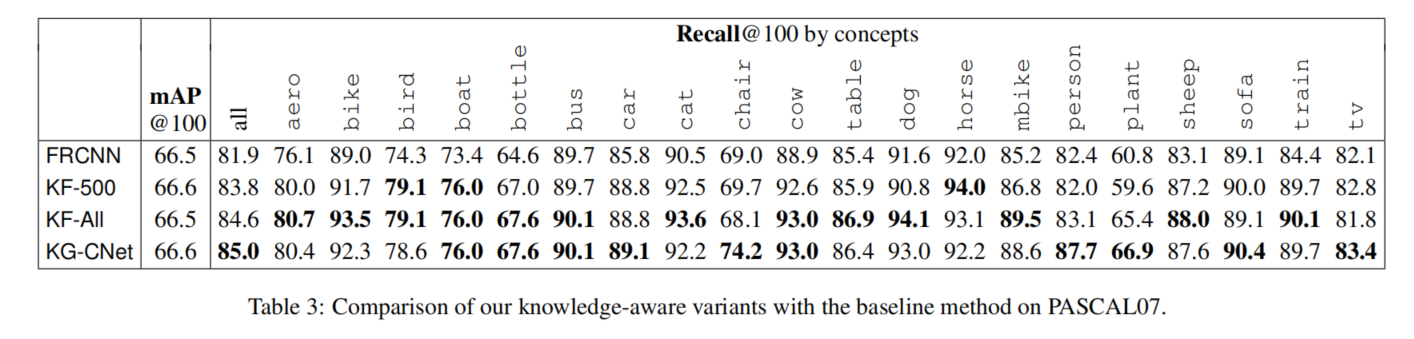 Recall@100 by concepts
mAP
@100 all aero bike bird boat bottle bus car cat chair cow table dog horse mbike person plant sheep sofa train tv
FRCNN 66.5 81.9 76.1 89.0 74.3 73.4 64.6 89.7 85.8 90.5 69.0 88.9 85.4 91.6 92.0 85.2 82.4 60.8 83.1 89.1 84.4 82.1
KF-500 66.6 83.8 80.0 91.7 79.1 76.0 67.0 89.7 88.8 92.5 69.7 92.6 85.9 90.8 94.0 86.8 82.0 59.6 87.2 90.0 89.7 82.8
KF-All 66.5 84.6 80.7 93.5 79.1 76.0 67.6 90.1 88.8 93.6 68.1 93.0 86.9 94.1 93.1 89.5 83.1 65.4 88.0 89.1 90.1 81.8
KG-CNet 66.6 85.0 80.4 92.3 78.6 76.0 67.6 90.1 89.1 92.2 74.2 93.0 86.4 93.0 92.2 88.6 87.7 66.9 87.6 90.4 89.7 83.4
Table 3: Comparison of our knowledge-aware variants with the baseline method on PASCAL07.